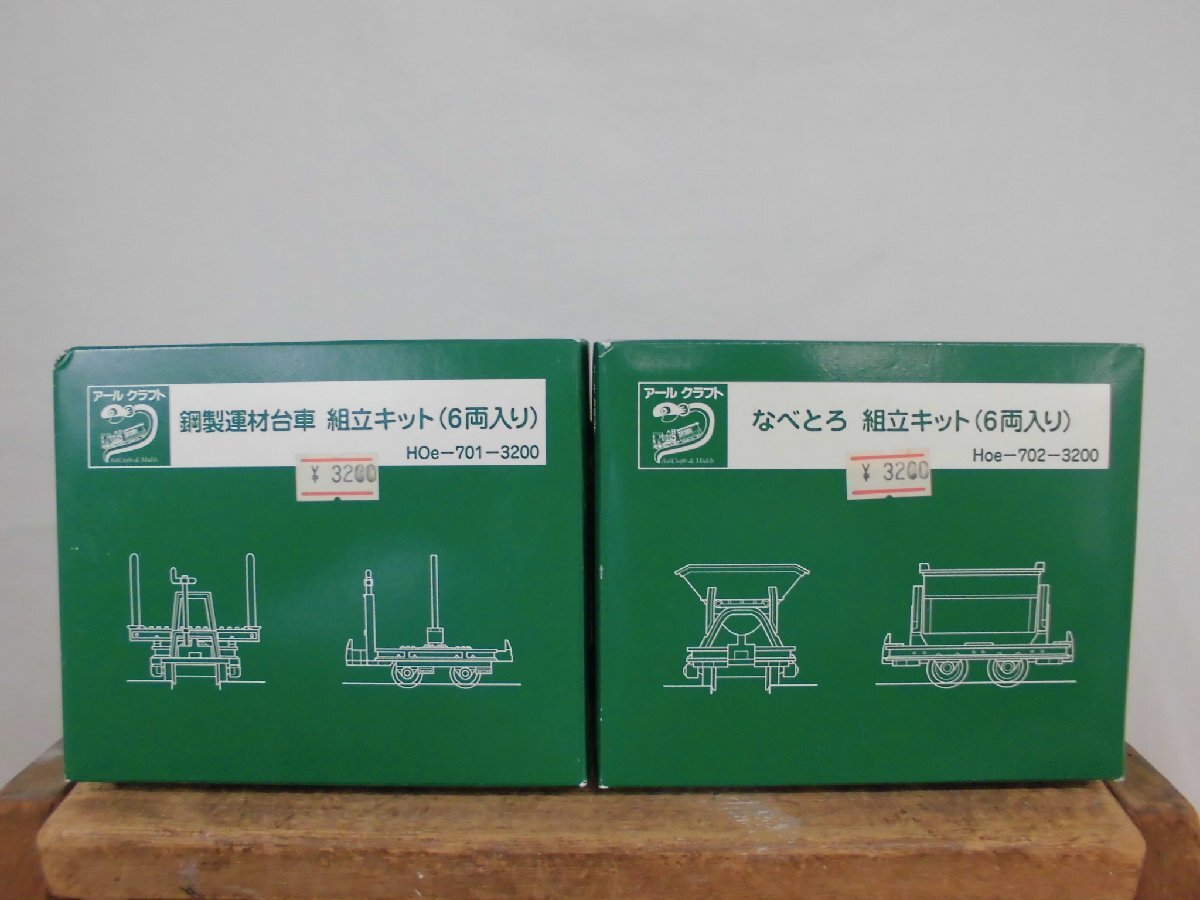 アール クラフト
鋼製運材台車 組立キット(6両入り)
HOe-701-3200
¥ 3200
アール クラフト
なべとろ 組立キット(6両入り)
Hoe-702-3200
¥ 3200